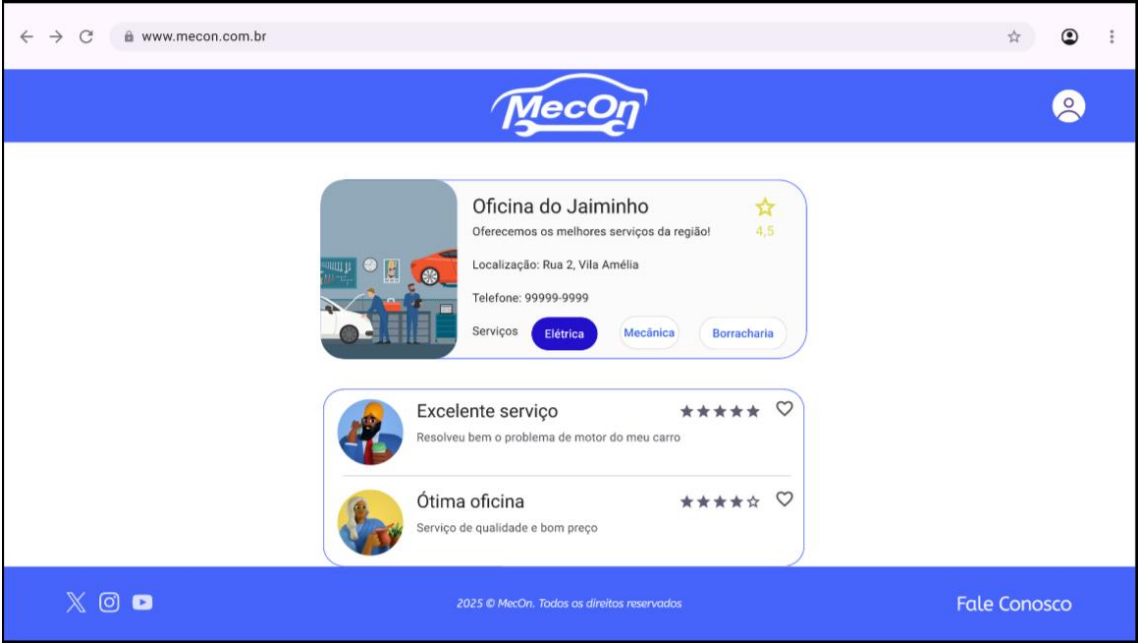 www.mecon.com.br
MecOn
Oficina do Jaiminho
Oferecemos os melhores serviços da região!
4,5
Localização: Rua 2, Vila Amélia
Telefone: 99999-9999
Serviços Elétrica Mecânica Borracharia
Excelente serviço
Resolveu bem o problema de motor do meu carro
Ótima oficina
Serviço de qualidade e bom preço
2025 © MecOn. Todos os direitos reservados
Fale Conosco